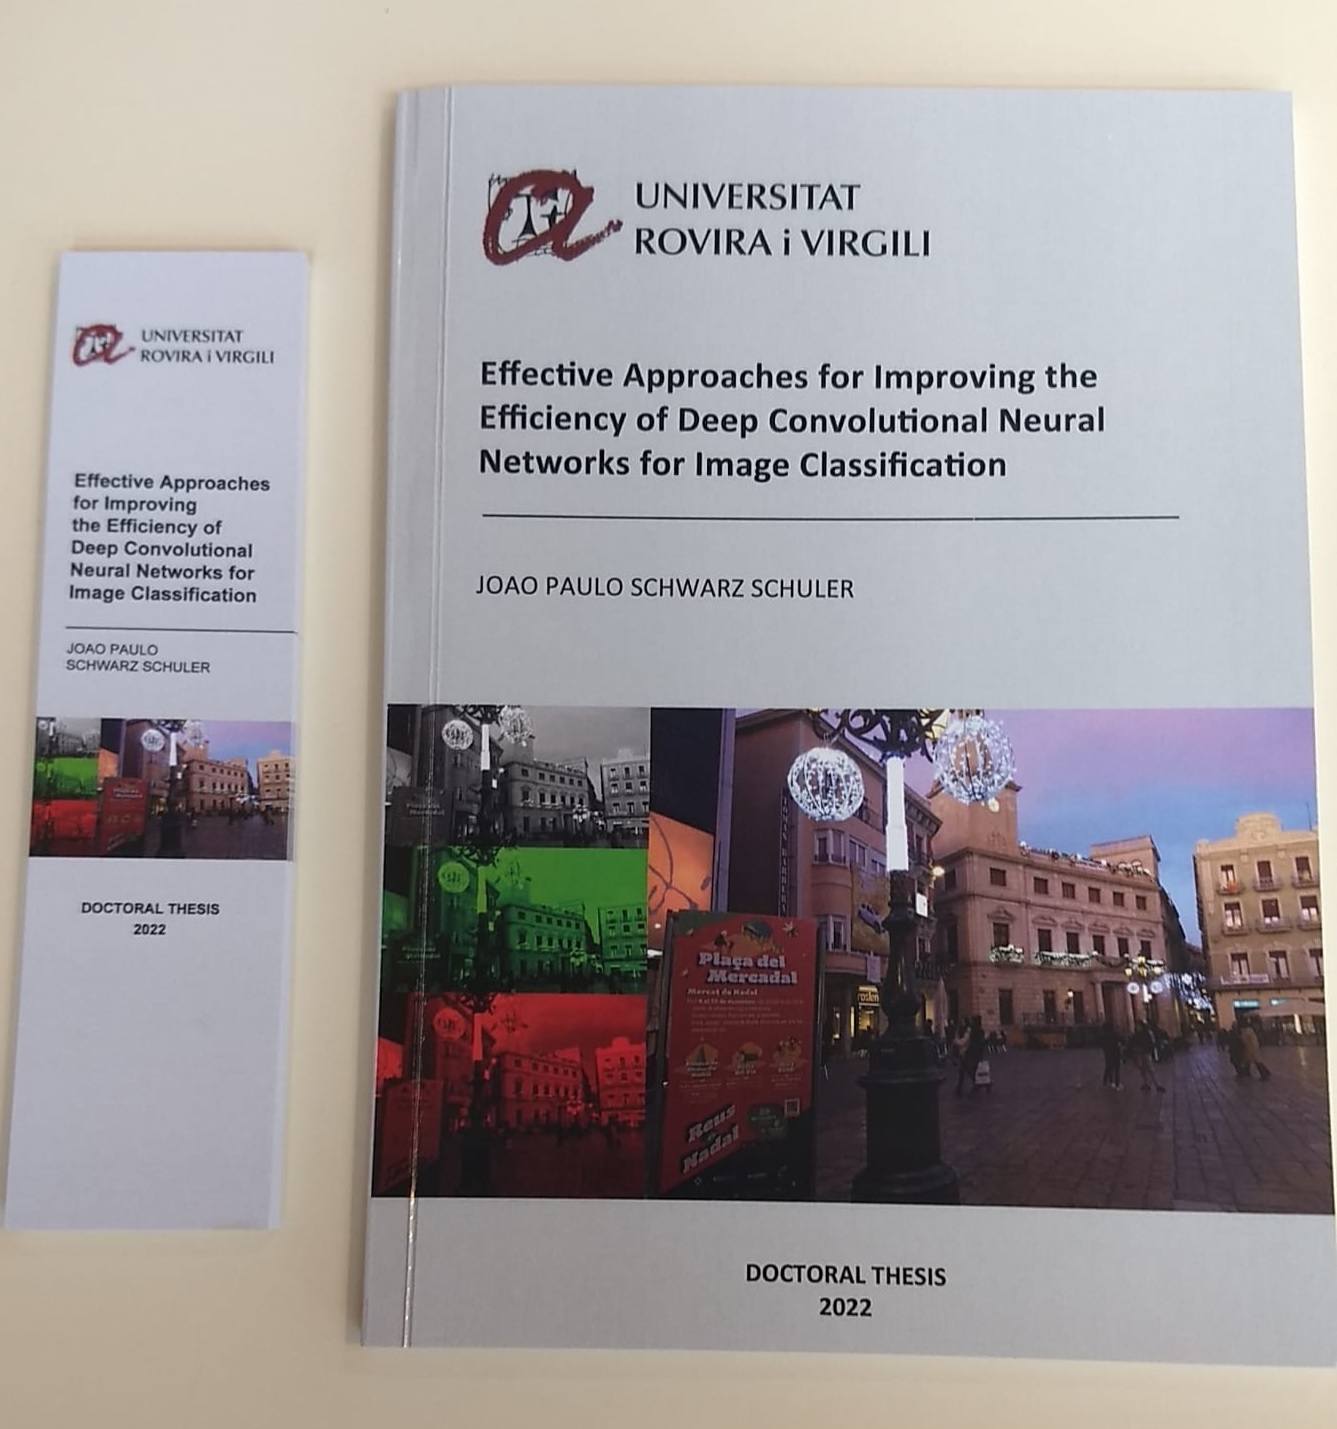 UNIVERSITAT
ROVIRA i VIRGILI
Effective Approaches
for Improving
the Efficiency of
Deep Convolutional
Neural Networks for
Image Classification
JOAO PAULO
SCHWARZ SCHULER
DOCTORAL THESIS
2022
UNIVERSITAT
ROVIRA i VIRGILI
Effective Approaches for Improving the
Efficiency of Deep Convolutional Neural
Networks for Image Classification
JOAO PAULO SCHWARZ SCHULER
Plaça del
Mercadal
Mercat de Nadal
Reus
Nadal
DOCTORAL THESIS
2022